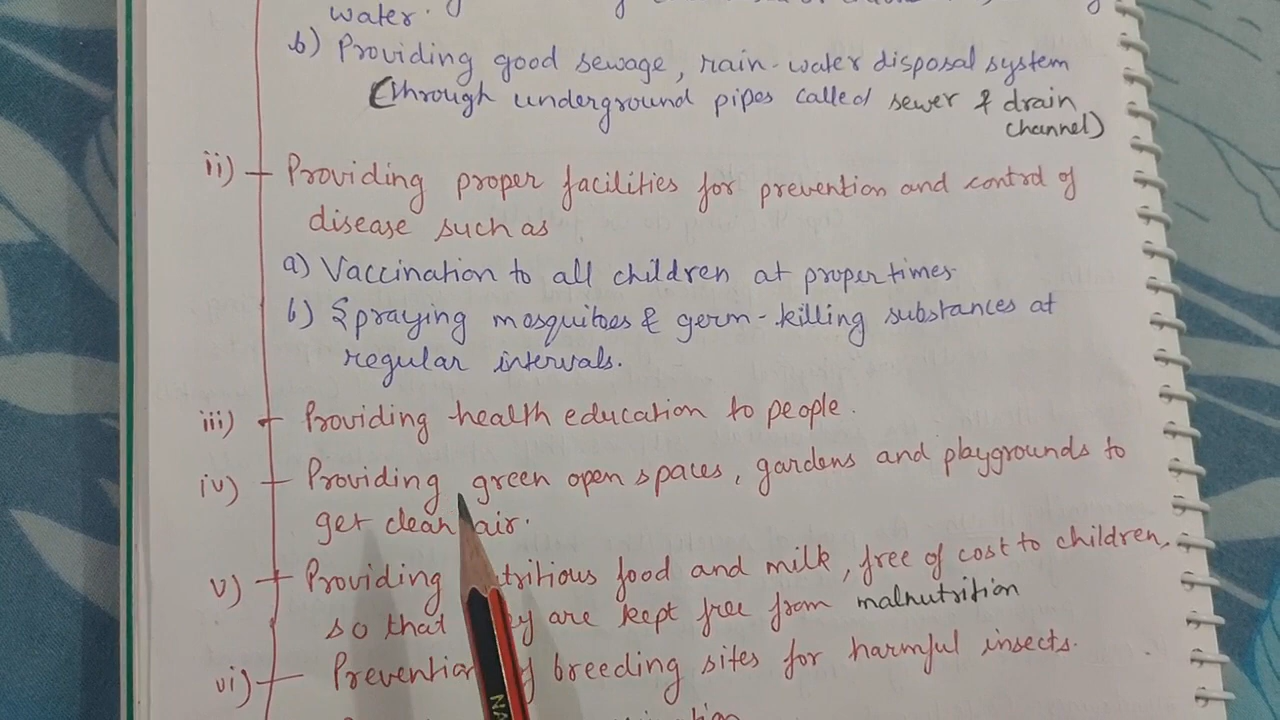 water.
b) Providing good sewage, rain-water disposal system
(through underground pipes called sewer & drain
channel)
ii) - Providing proper facilities for prevention and control of
disease such as
a) Vaccination to all children at proper times
b) Spraying mosquitoes & germ-killing substances at
regular intervals.
iii) - Providing health education to people.
iv) - Providing green open spaces, gardens and playgrounds to
get clean air.
v) - Providing food and milk, free of cost to children,
so that are kept free from malnutrition
vi) - breeding sites for harmful insects.